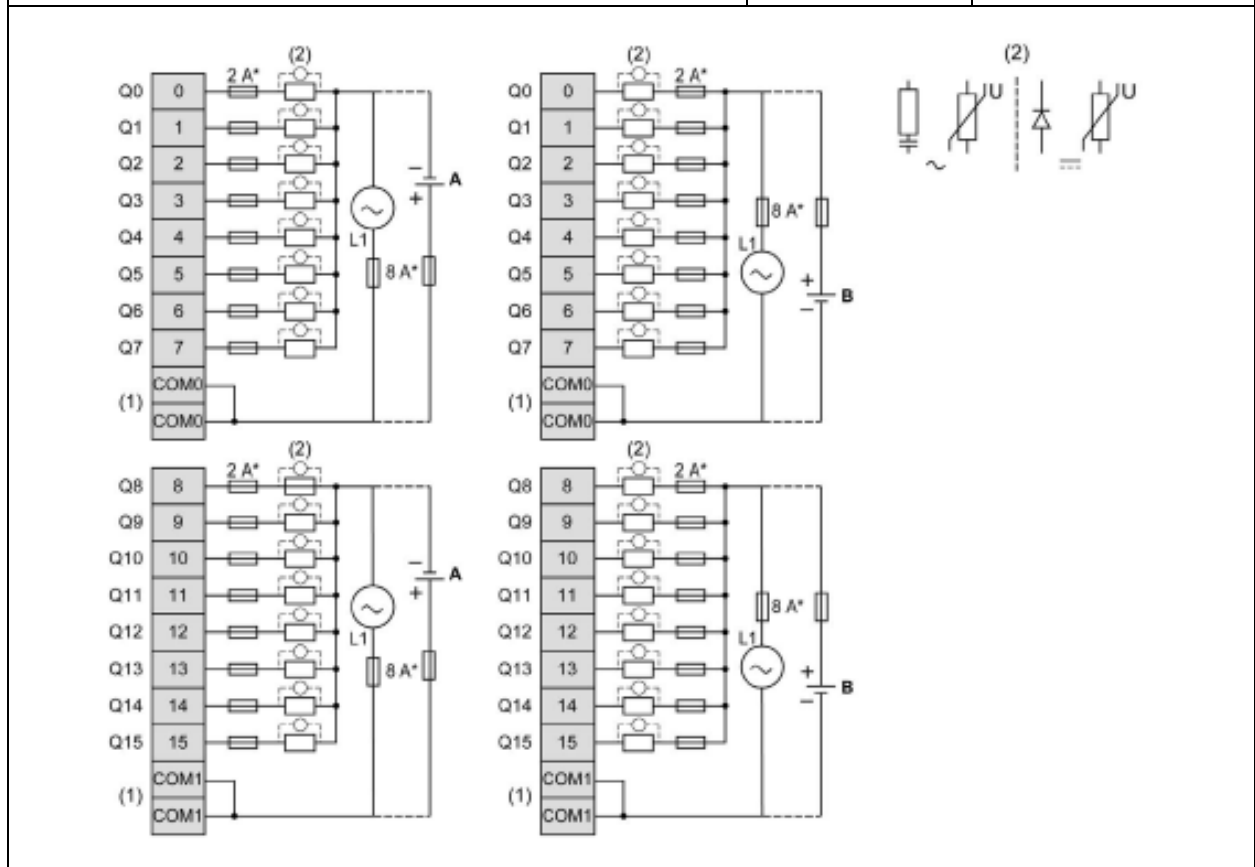 (2)
2 A*
Q0 0
Q1 1
Q2 2
Q3 3
Q4 4
Q5 5
Q6 6
Q7 7
COM0
(1)
COM0
L1
8 A*
–
+
A
(2)
2 A*
Q0 0
Q1 1
Q2 2
Q3 3
Q4 4
Q5 5
Q6 6
Q7 7
COM0
(1)
COM0
L1
8 A*
+
–
B
(2)
U
U
(2)
2 A*
Q8 8
Q9 9
Q10 10
Q11 11
Q12 12
Q13 13
Q14 14
Q15 15
COM1
(1)
COM1
L1
8 A*
–
+
A
(2)
2 A*
Q8 8
Q9 9
Q10 10
Q11 11
Q12 12
Q13 13
Q14 14
Q15 15
COM1
(1)
COM1
L1
8 A*
+
–
B